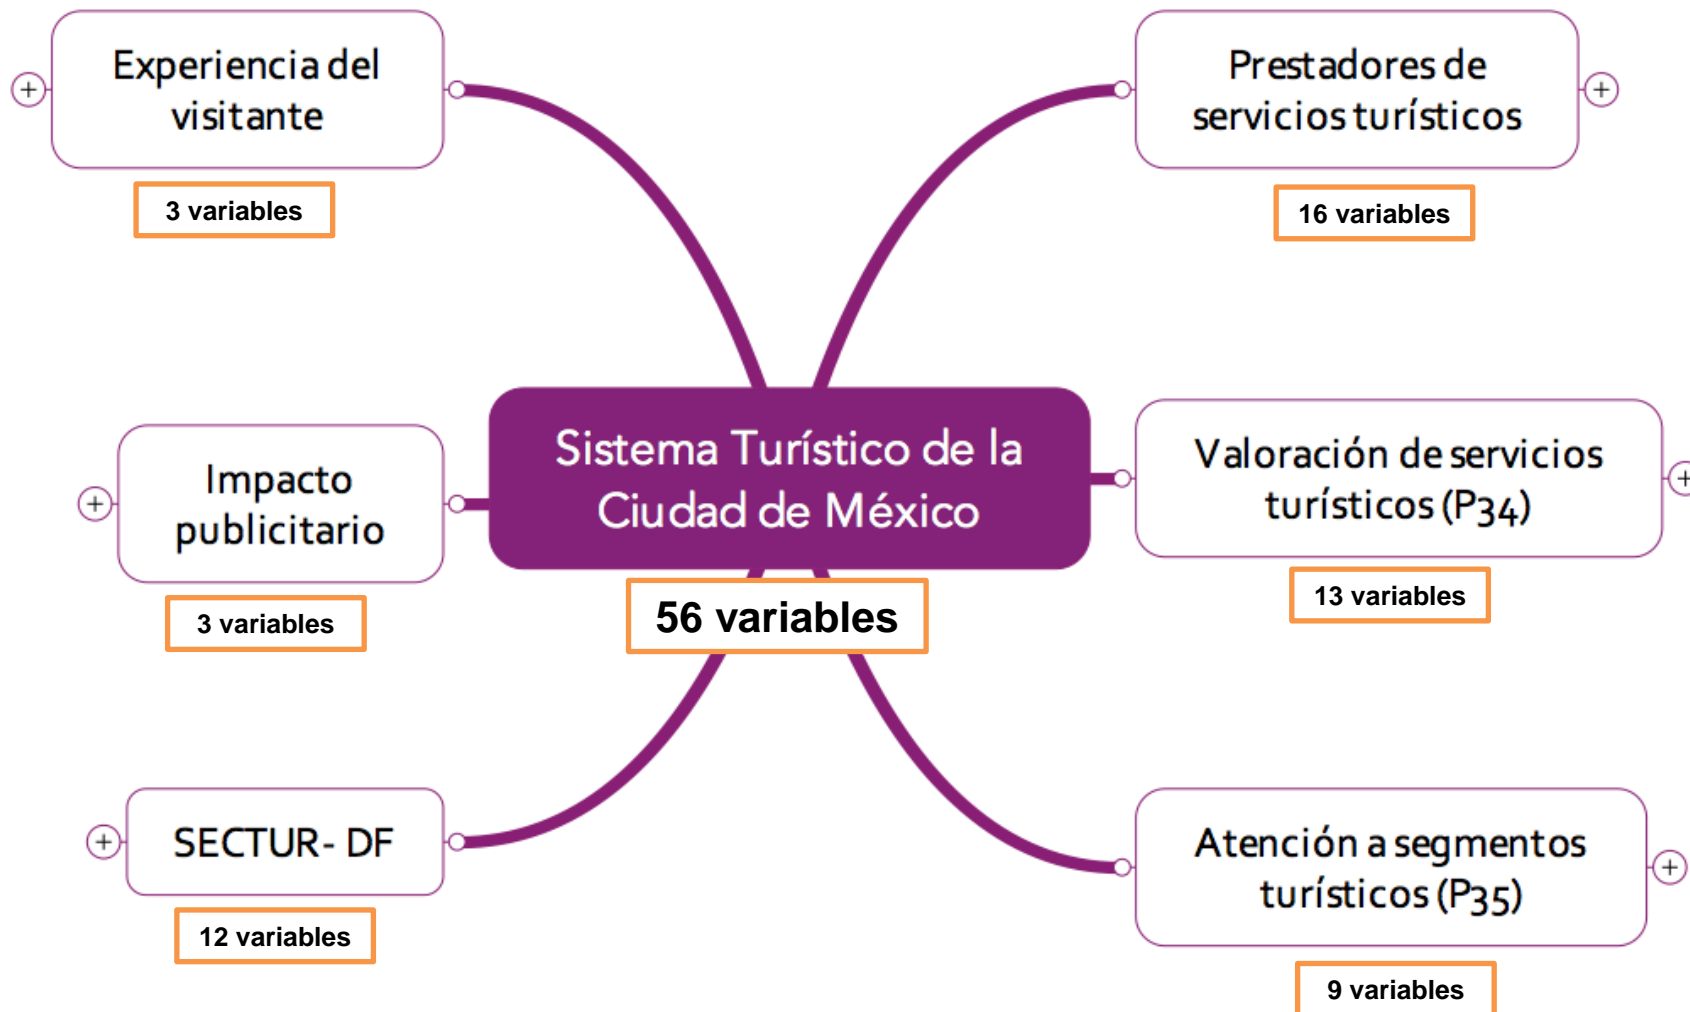 Experiencia del
visitante
3 variables
Prestadores de
servicios turísticos
16 variables
Sistema Turístico de la
Ciudad de México
56 variables
Impacto
publicitario
3 variables
Valoración de servicios
turísticos (P34)
13 variables
SECTUR- DF
12 variables
Atención a segmentos
turísticos (P35)
9 variables